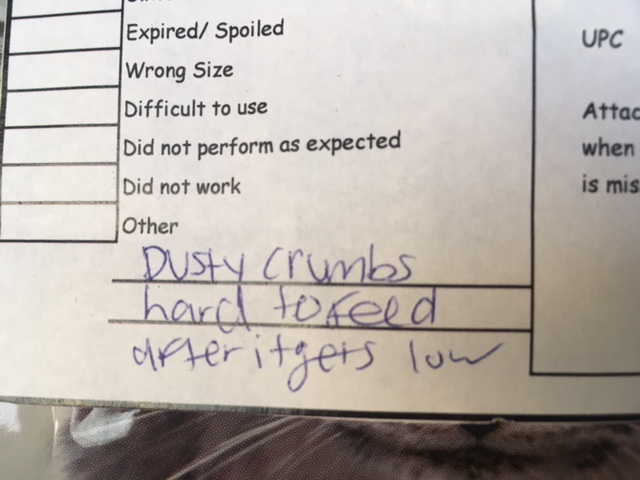 Expired/ Spoiled
Wrong Size
Difficult to use
Did not perform as expected
Did not work
Other
Dusty crumbs
hard to feed
after it gets low
UPC
Attac
when
is mis